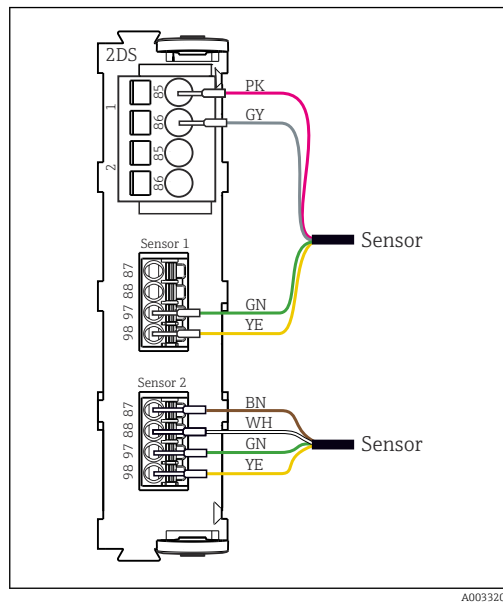 2DS
1
85
PK
86
GY
2
85
86
Sensor
Sensor 1
87
88
97
GN
98
YE
Sensor 2
87
BN
88
WH
97
GN
98
YE
Sensor